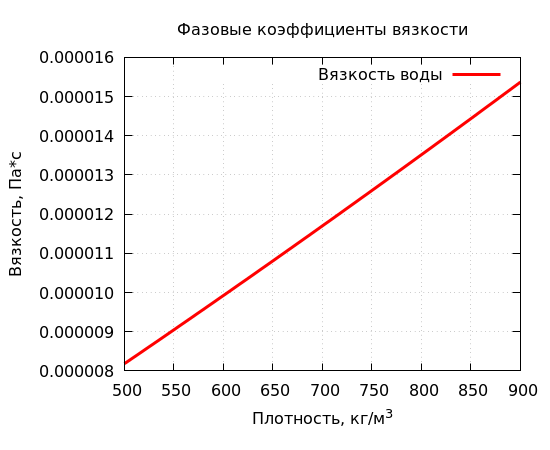 Фазовые коэффициенты вязкости
Вязкость воды
0.000016
0.000015
0.000014
0.000013
0.000012
0.000011
0.000010
0.000009
0.000008
Вязкость, Па*с
500 550 600 650 700 750 800 850 900
Плотность, кг/м³